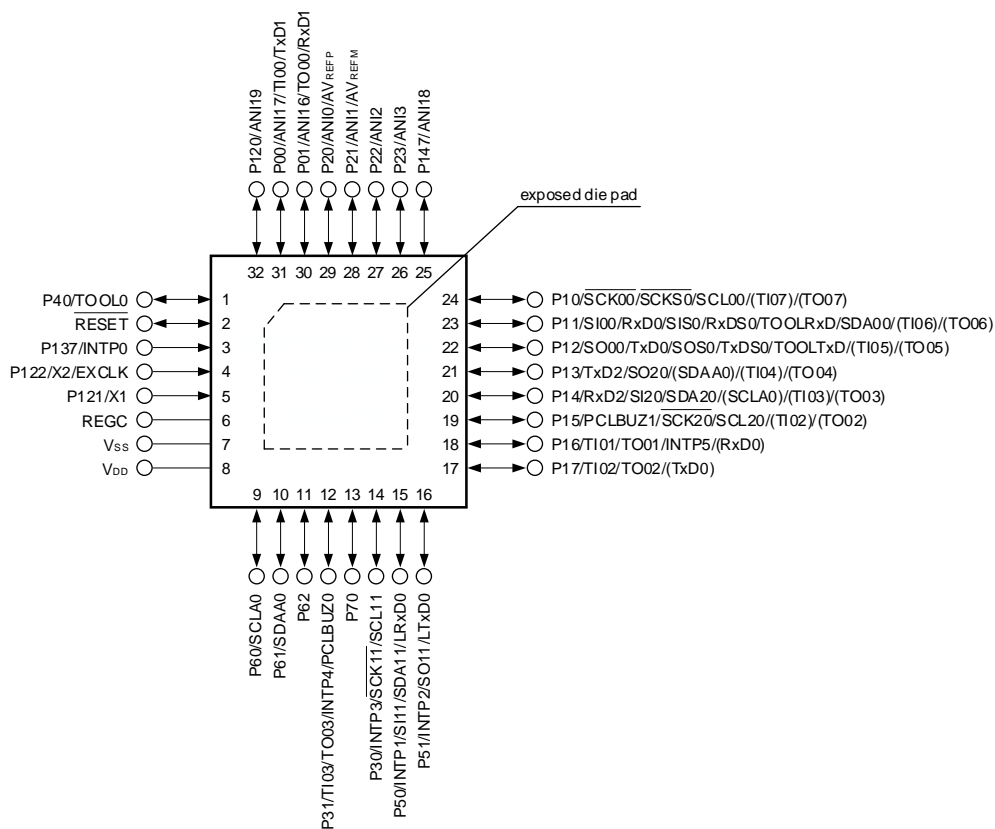 P120/ANI19
P00/ANI17/TI00/TxD1
P01/ANI16/TO00/RxD1
P20/ANI0/AVREFP
P21/ANI1/AVREFM
P22/ANI2
P23/ANI3
P147/ANI18
exposed die pad
32 31 30 29 28 27 26 25
P40/TOOL0 1
RESET 2
P137/INTP0 3
P122/X2/EXCLK 4
P121/X1 5
REGC 6
VSS 7
VDD 8
24 P10/SCK00/SCKS0/SCL00/(TI07)/(TO07)
23 P11/SI00/RxD0/SIS0/RxDS0/TOOLRxD/SDA00/(TI06)/(TO06)
22 P12/SO00/TxD0/SOS0/TxDS0/TOOLTxD/(TI05)/(TO05)
21 P13/TxD2/SO20/(SDAA0)/(TI04)/(TO04)
20 P14/RxD2/SI20/SDA20/(SCLA0)/(TI03)/(TO03)
19 P15/PCLBUZ1/SCK20/SCL20/(TI02)/(TO02)
18 P16/TI01/TO01/INTP5/(RxD0)
17 P17/TI02/TO02/(TxD0)
9 10 11 12 13 14 15 16
P60/SCLA0
P61/SDAA0
P62
P31/TI03/TO03/INTP4/PCLBUZ0
P70
P30/INTP3/SCK11/SCL11
P50/INTP1/SI11/SDA11/LRxD0
P51/INTP2/SO11/LTxD0